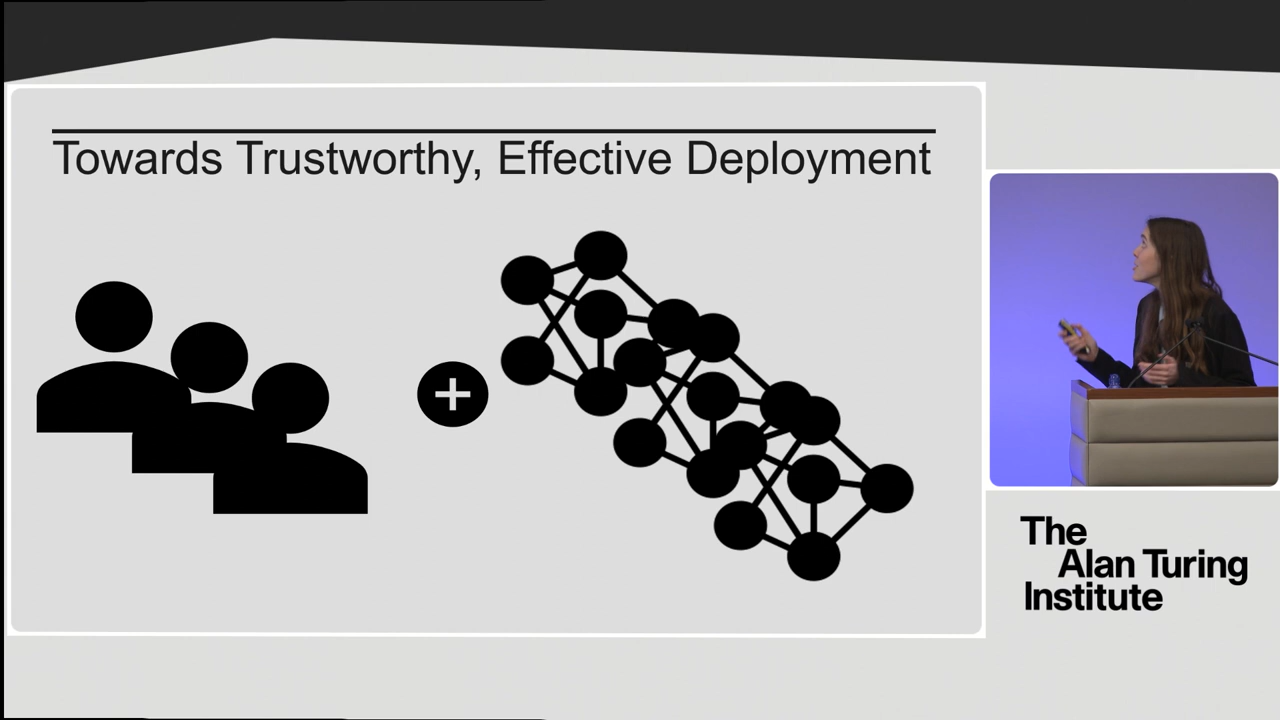 Towards Trustworthy, Effective Deployment
+
The
Alan Turing
Institute